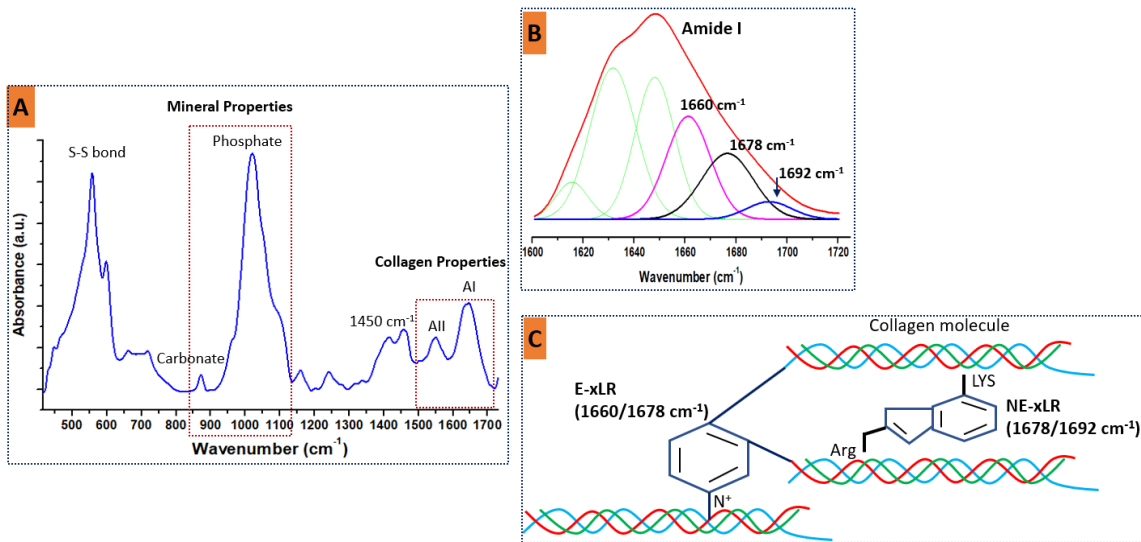 A
Mineral Properties
S-S bond
Phosphate
Carbonate
Collagen Properties
AI
AII
1450 cm⁻¹
Absorbance (a.u.)
500 600 700 800 900 1000 1100 1200 1300 1400 1500 1600 1700
Wavenumber (cm⁻¹)
B
Amide I
1660 cm⁻¹
1678 cm⁻¹
1692 cm⁻¹
1600 1620 1640 1660 1680 1700 1720
Wavenumber (cm⁻¹)
C
Collagen molecule
E-xLR
(1660/1678 cm⁻¹)
LYS
NE-xLR
(1678/1692 cm⁻¹)
Arg
N⁺